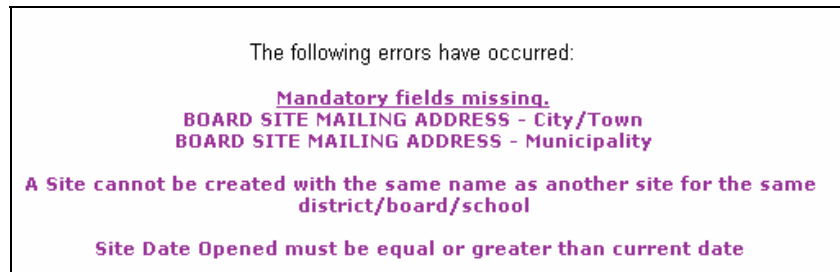 The following errors have occurred:
Mandatory fields missing.
BOARD SITE MAILING ADDRESS - City/Town
BOARD SITE MAILING ADDRESS - Municipality
A Site cannot be created with the same name as another site for the same
district/board/school
Site Date Opened must be equal or greater than current date